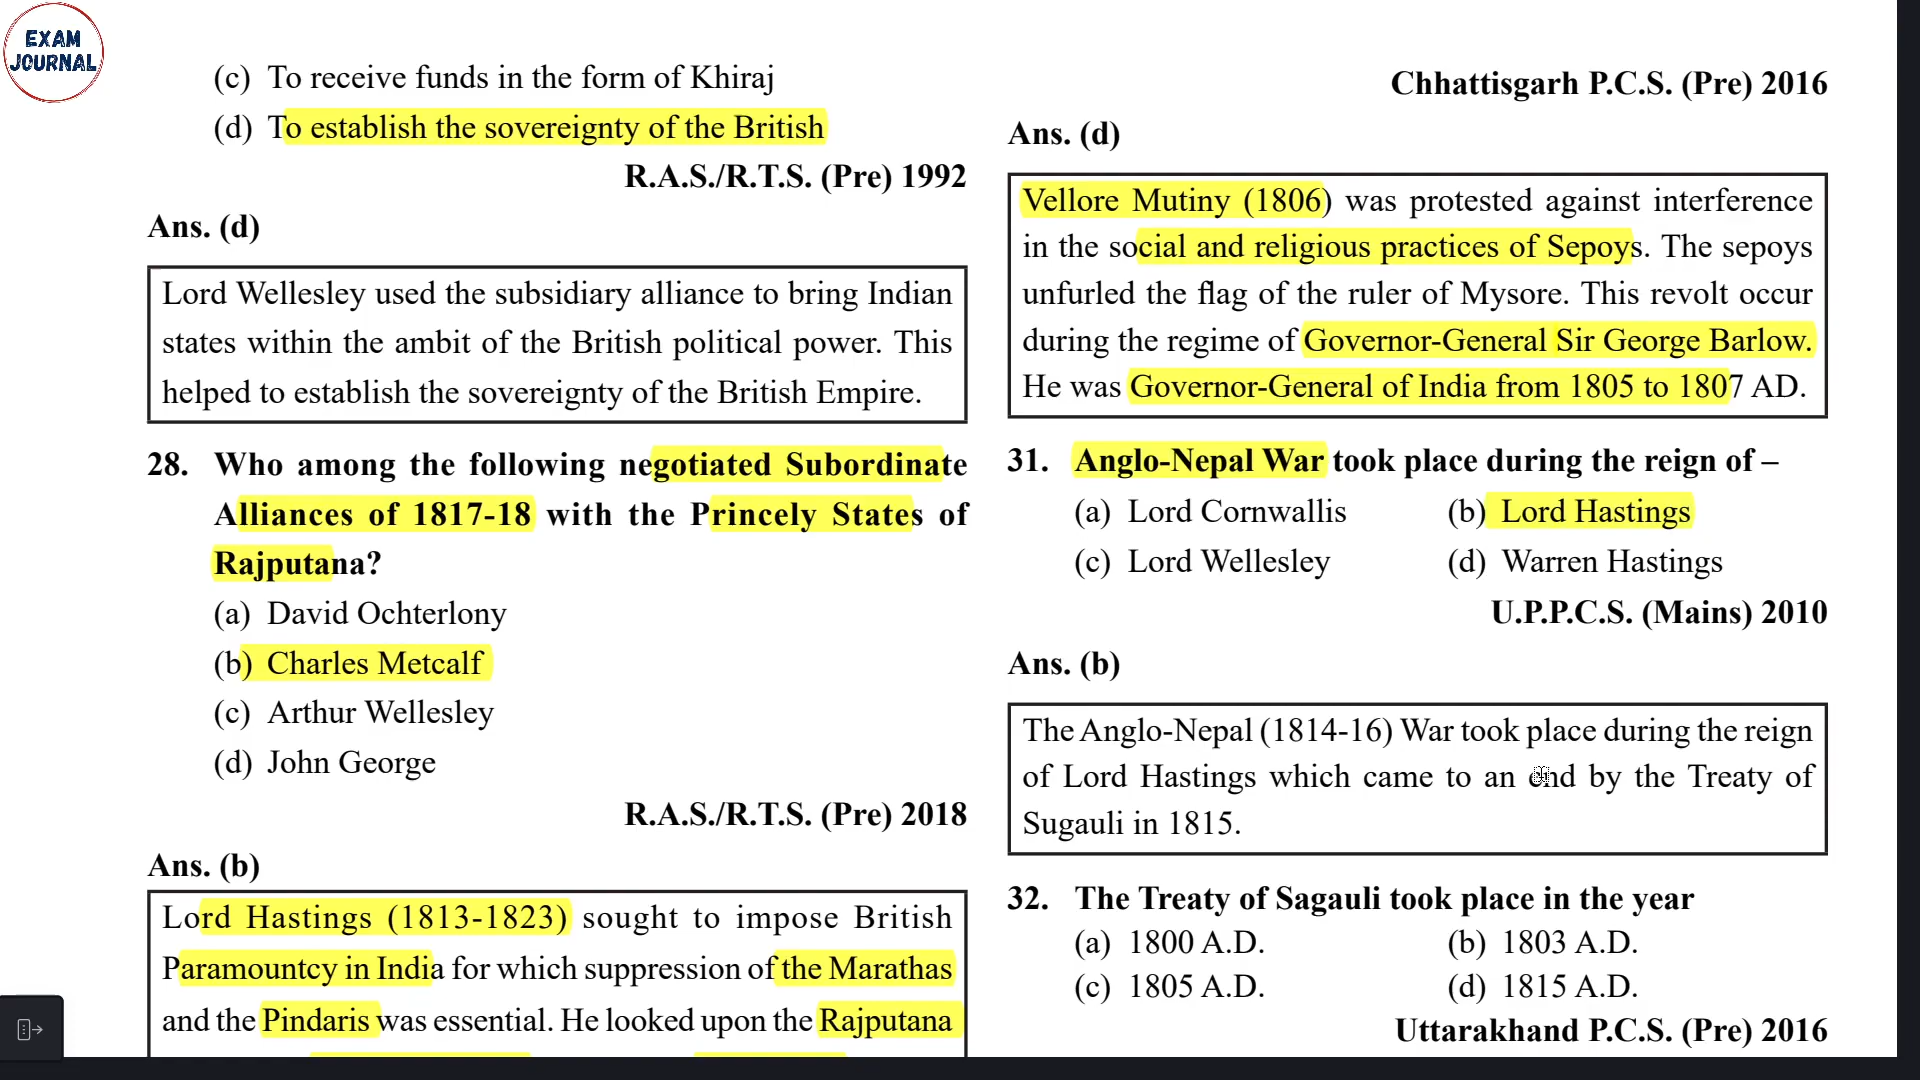 EXAM
JOURNAL
(c) To receive funds in the form of Khiraj
(d) To establish the sovereignty of the British
R.A.S./R.T.S. (Pre) 1992
Ans. (d)
Lord Wellesley used the subsidiary alliance to bring Indian
states within the ambit of the British political power. This
helped to establish the sovereignty of the British Empire.
28. Who among the following negotiated Subordinate
Alliances of 1817-18 with the Princely States of
Rajputana?
(a) David Ochterlony
(b) Charles Metcalf
(c) Arthur Wellesley
(d) John George
R.A.S./R.T.S. (Pre) 2018
Ans. (b)
Lord Hastings (1813-1823) sought to impose British
Paramountcy in India for which suppression of the Marathas
and the Pindaris was essential. He looked upon the Rajputana
Chhattisgarh P.C.S. (Pre) 2016
Ans. (d)
Vellore Mutiny (1806) was protested against interference
in the social and religious practices of Sepoys. The sepoys
unfurled the flag of the ruler of Mysore. This revolt occur
during the regime of Governor-General Sir George Barlow.
He was Governor-General of India from 1805 to 1807 AD.
31. Anglo-Nepal War took place during the reign of –
(a) Lord Cornwallis (b) Lord Hastings
(c) Lord Wellesley (d) Warren Hastings
U.P.P.C.S. (Mains) 2010
Ans. (b)
The Anglo-Nepal (1814-16) War took place during the reign
of Lord Hastings which came to an end by the Treaty of
Sugauli in 1815.
32. The Treaty of Sagauli took place in the year
(a) 1800 A.D. (b) 1803 A.D.
(c) 1805 A.D. (d) 1815 A.D.
Uttarakhand P.C.S. (Pre) 2016